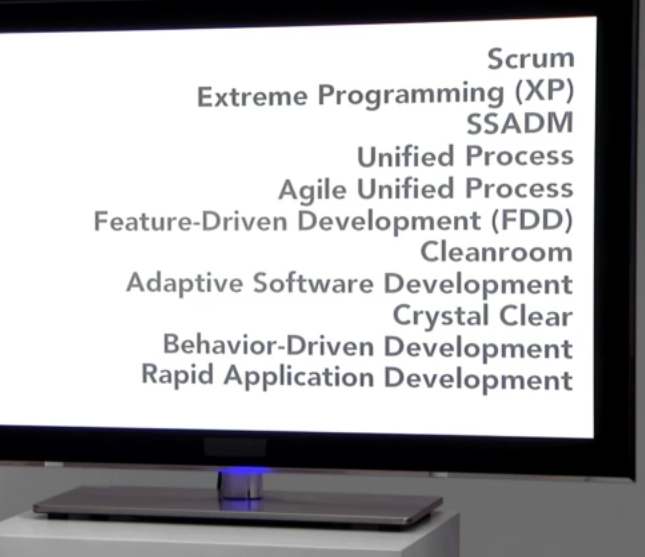 Scrum
Extreme Programming (XP)
SSADM
Unified Process
Agile Unified Process
Feature-Driven Development (FDD)
Cleanroom
Adaptive Software Development
Crystal Clear
Behavior-Driven Development
Rapid Application Development